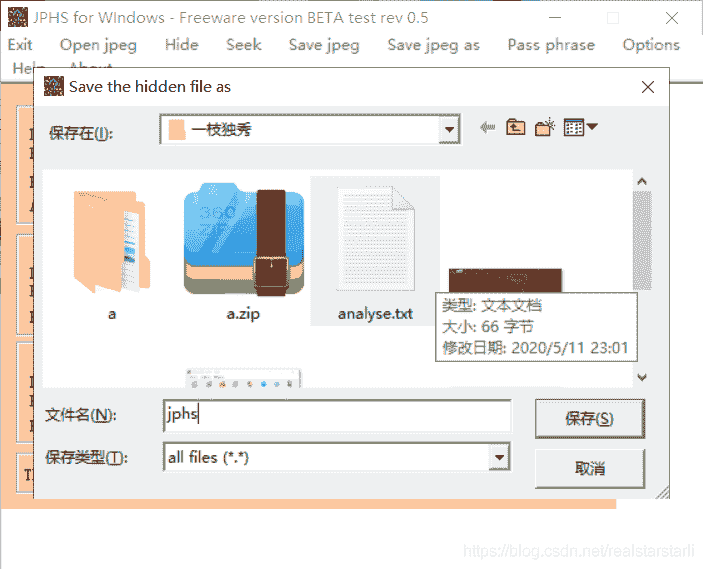 JPHS for WIndows - Freeware version BETA test rev 0.5
Exit Open jpeg Hide Seek Save jpeg Save jpeg as Pass phrase Options
Help About
Save the hidden file as
保存在(I):
一枝独秀
360
ZIP
a
a.zip
analyse.txt
类型: 文本文档
大小: 66 字节
修改日期: 2020/5/11 23:01
文件名(N):
jphs
保存(S)
保存类型(T):
all files (*.*)
取消
https://blog.csdn.net/realstarstarli